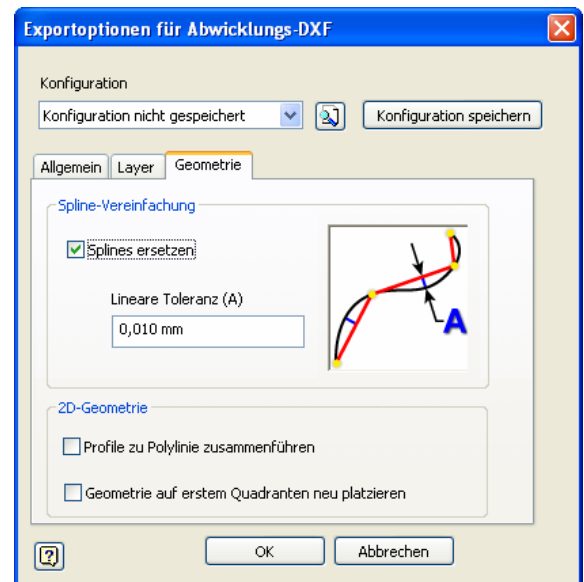 Exportoptionen für Abwicklungs-DXF
Konfiguration
Konfiguration nicht gespeichert
Konfiguration speichern
Allgemein Layer Geometrie
Spline-Vereinfachung
Splines ersetzen
Lineare Toleranz (A)
0,010 mm
A
2D-Geometrie
Profile zu Polylinie zusammenführen
Geometrie auf erstem Quadranten neu platzieren
? OK Abbrechen